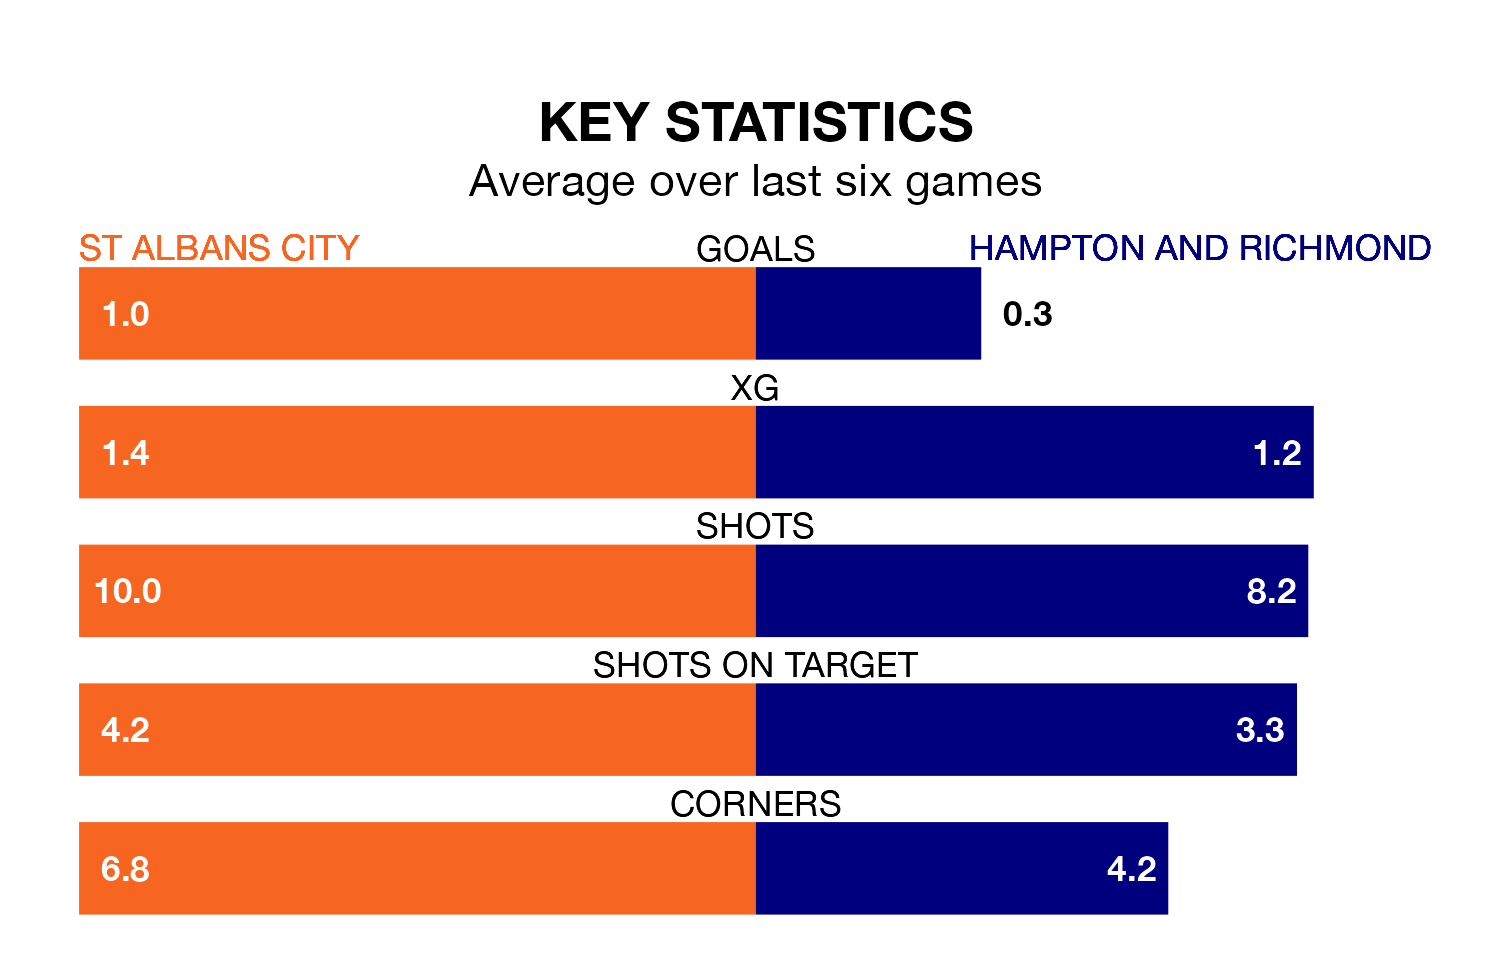 KEY STATISTICS
Average over last six games
ST ALBANS CITY GOALS HAMPTON AND RICHMOND
1.0 0.3
XG
1.4 1.2
SHOTS
10.0 8.2
SHOTS ON TARGET
4.2 3.3
CORNERS
6.8 4.2